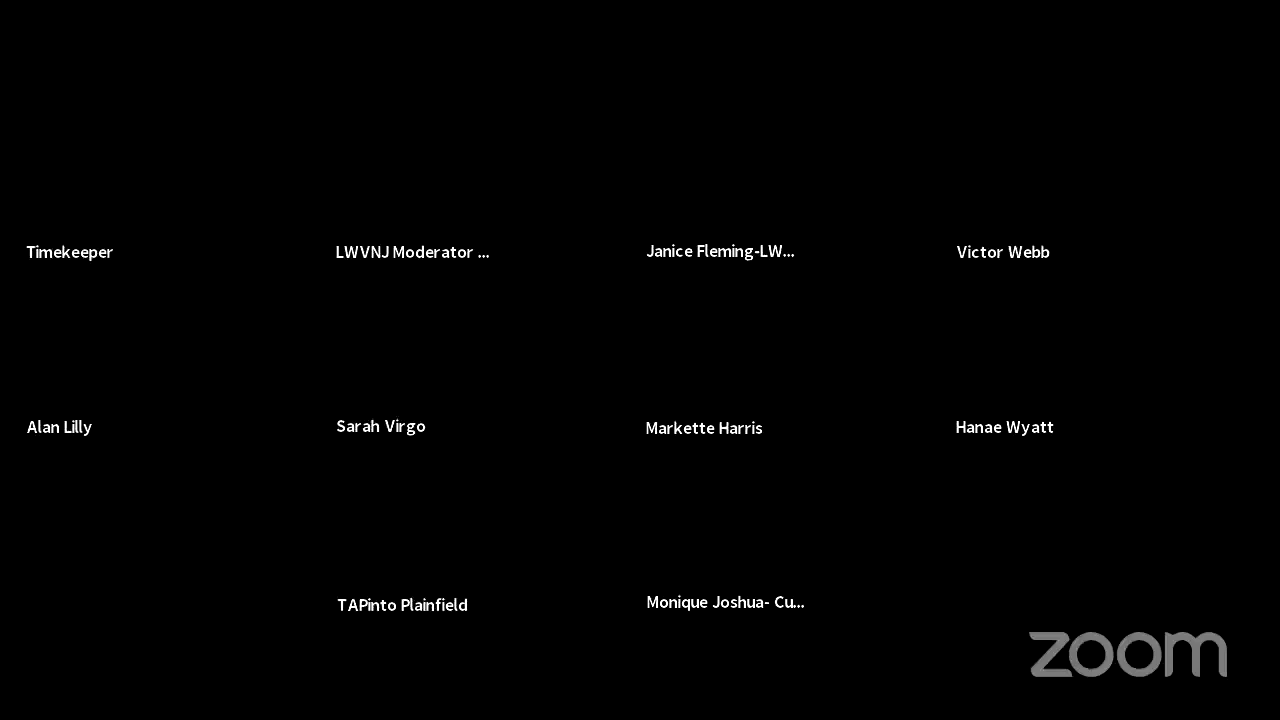 Timekeeper
LWVNJ Moderator ...
Janice Fleming-LW...
Victor Webb
Alan Lilly
Sarah Virgo
Markette Harris
Hanae Wyatt
TAPinto Plainfield
Monique Joshua- Cu...
zoom